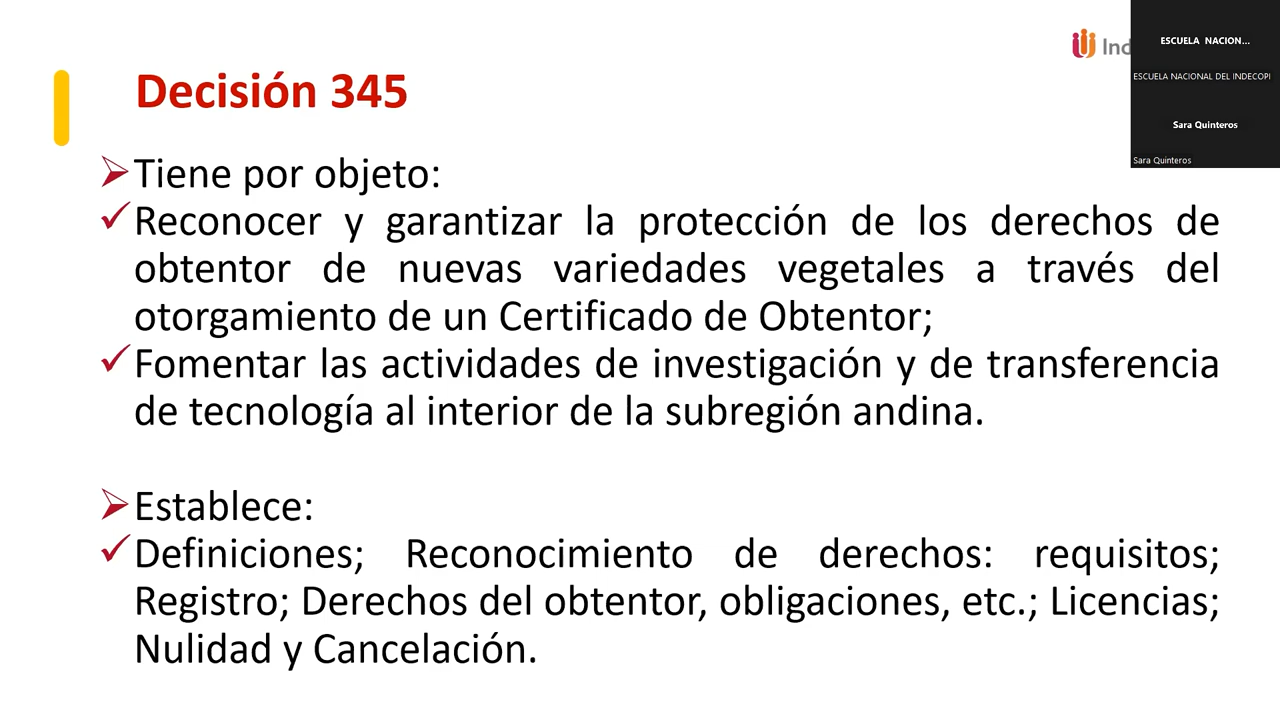 Inde
ESCUELA NACION...
ESCUELA NACIONAL DEL INDECOPI
Sara Quinteros
Sara Quinteros
Decisión 345
Tiene por objeto:
Reconocer y garantizar la protección de los derechos de
obtentor de nuevas variedades vegetales a través del
otorgamiento de un Certificado de Obtentor;
Fomentar las actividades de investigación y de transferencia
de tecnología al interior de la subregión andina.
Establece:
Definiciones; Reconocimiento de derechos: requisitos;
Registro; Derechos del obtentor, obligaciones, etc.; Licencias;
Nulidad y Cancelación.